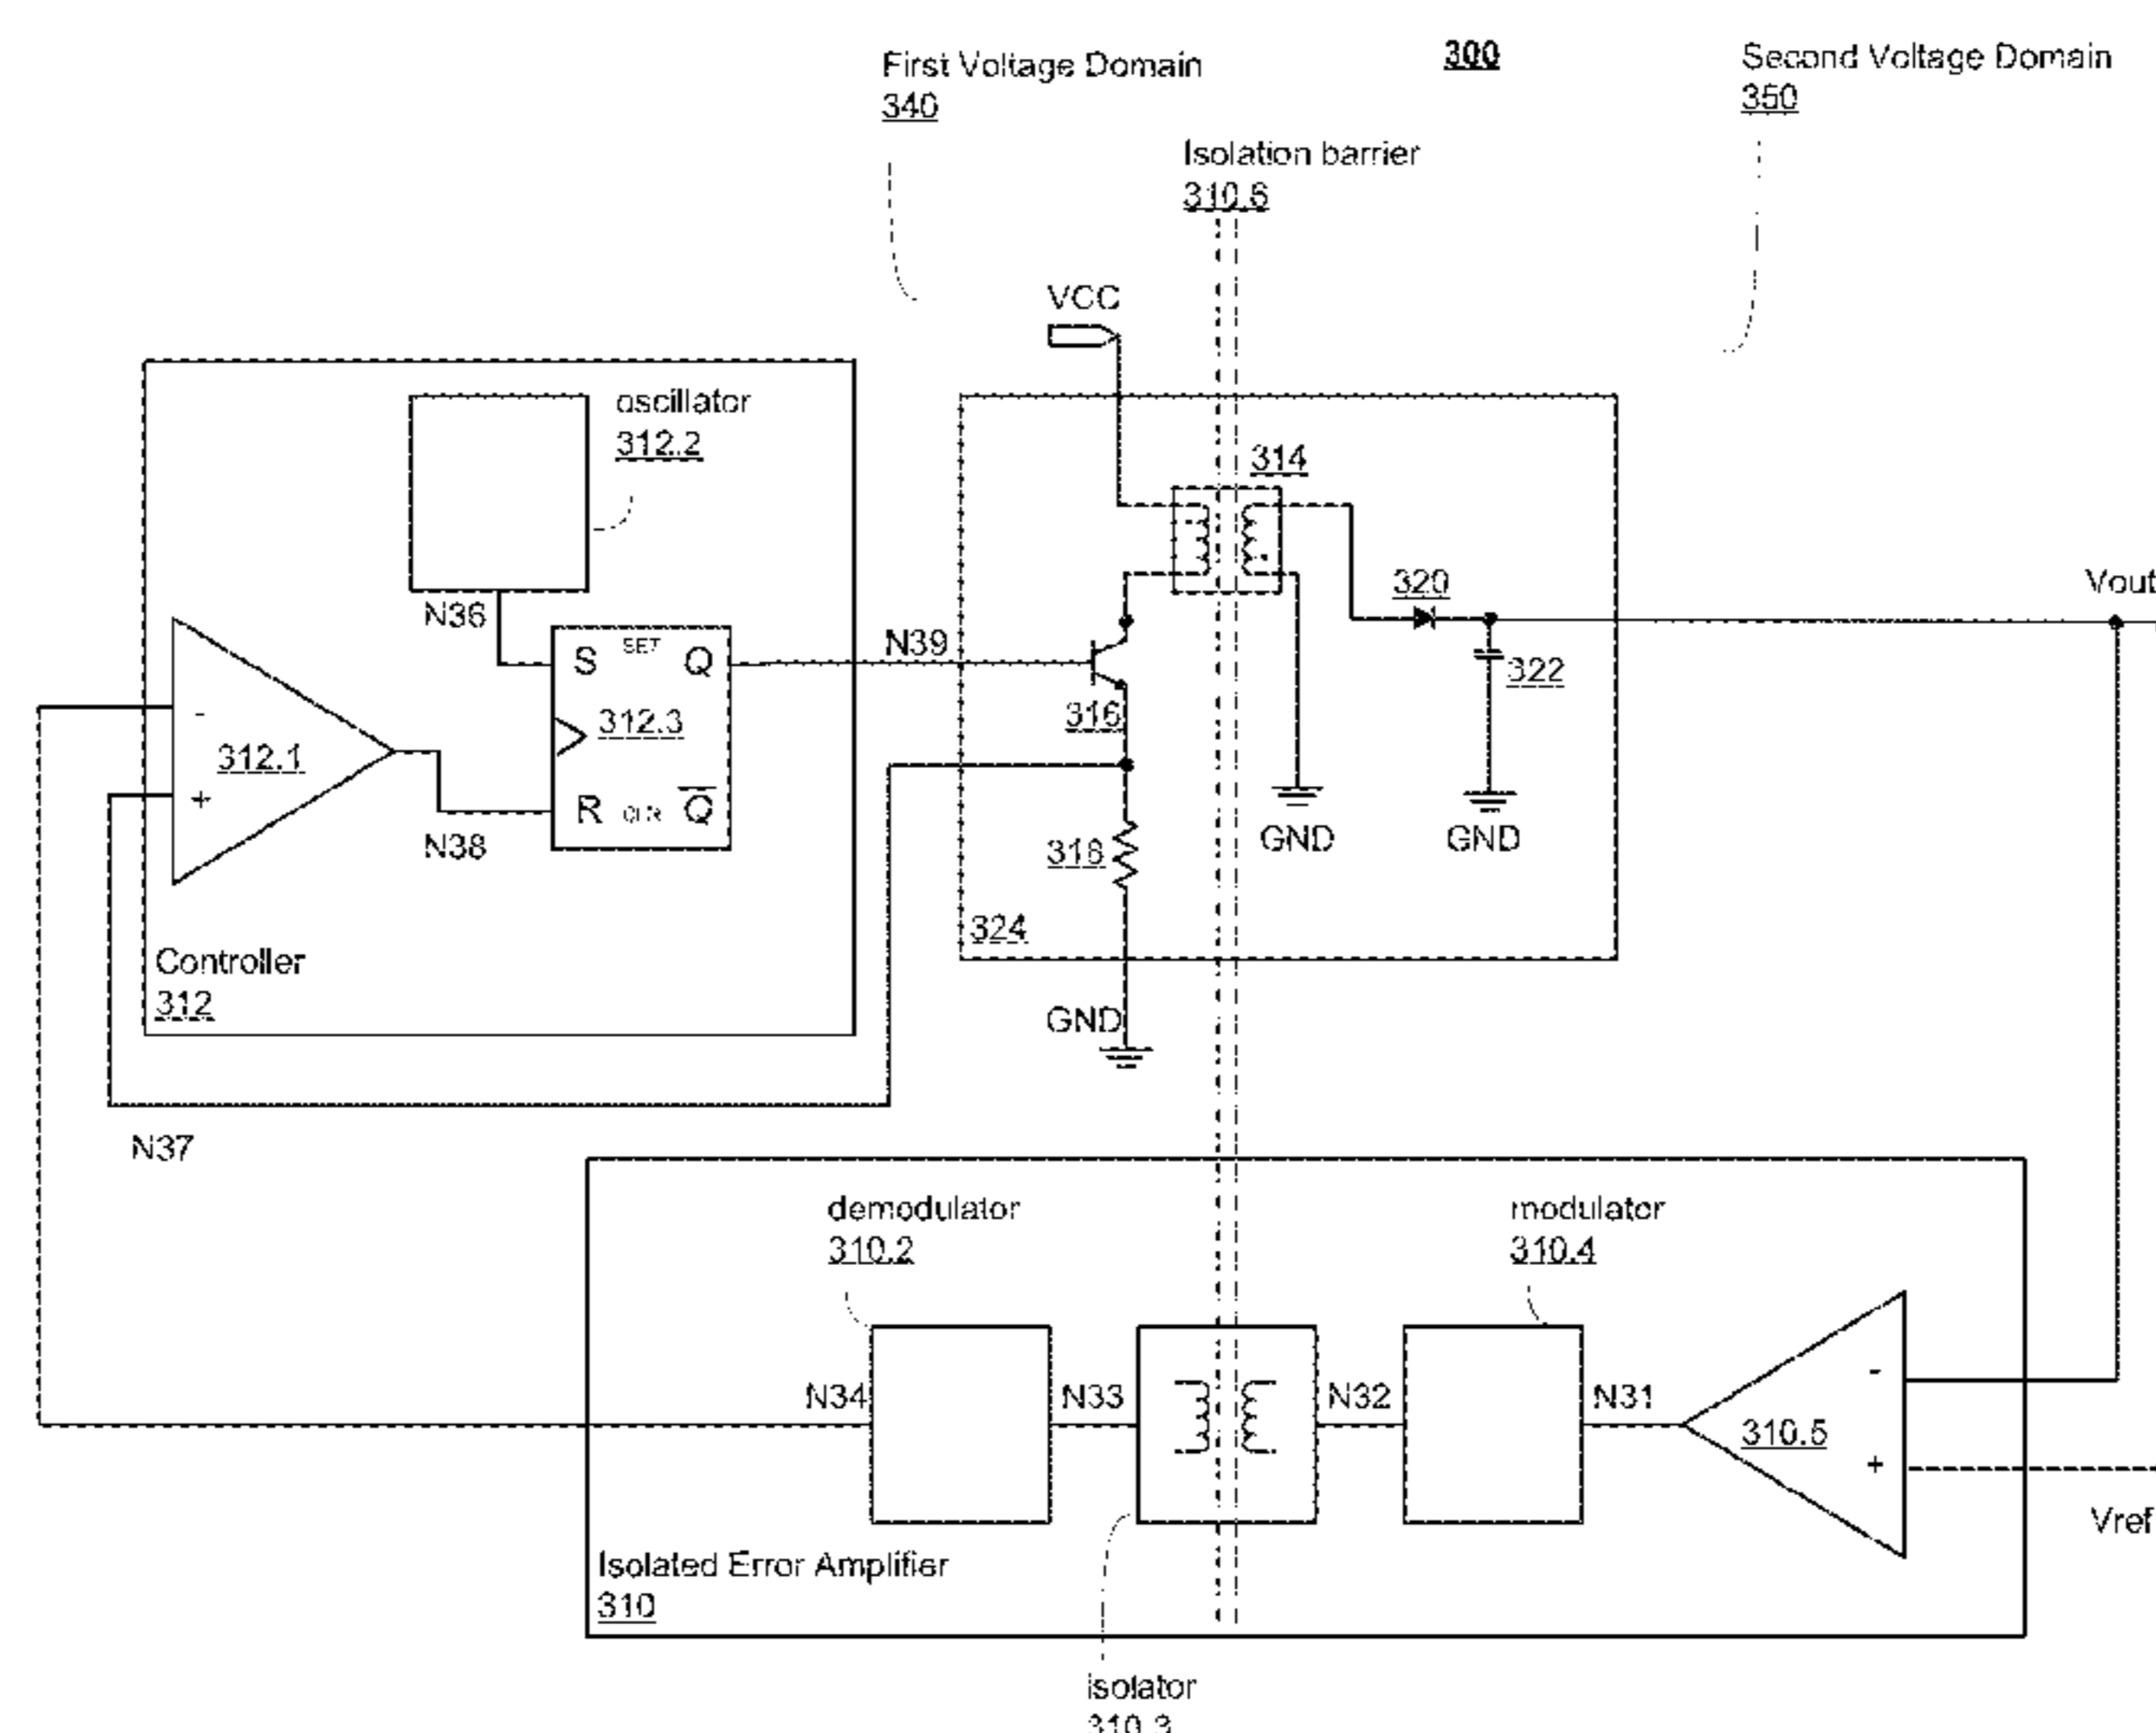 300
First Voltage Domain
340
Second Voltage Domain
350
Isolation barrier
310.6
VCC
oscillator
312.2
314
320
Vout
N36
S SET Q
N39
322
316
-
312.1
312.3
+
R CLR Q̅
N38
318
GND
GND
324
Controller
312
GND
N37
demodulator
310.2
modulator
310.4
N34
N33
N32
N31
-
310.5
+
Vref
Isolated Error Amplifier
310
isolator
310.3